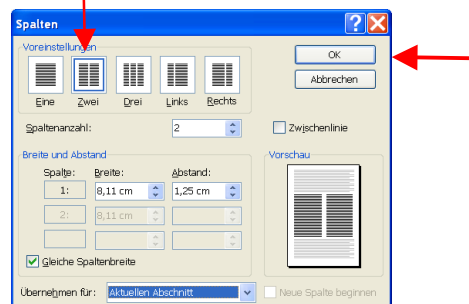 Spalten
Voreinstellungen
OK
Abbrechen
Eine Zwei Drei Links Rechts
Spaltenanzahl: 2 Zwischenlinie
Breite und Abstand Vorschau
Spalte: Breite: Abstand:
1: 8,11 cm 1,25 cm
2: 8,11 cm
Gleiche Spaltenbreite
Übernehmen für: Aktuellen Abschnitt Neue Spalte beginnen